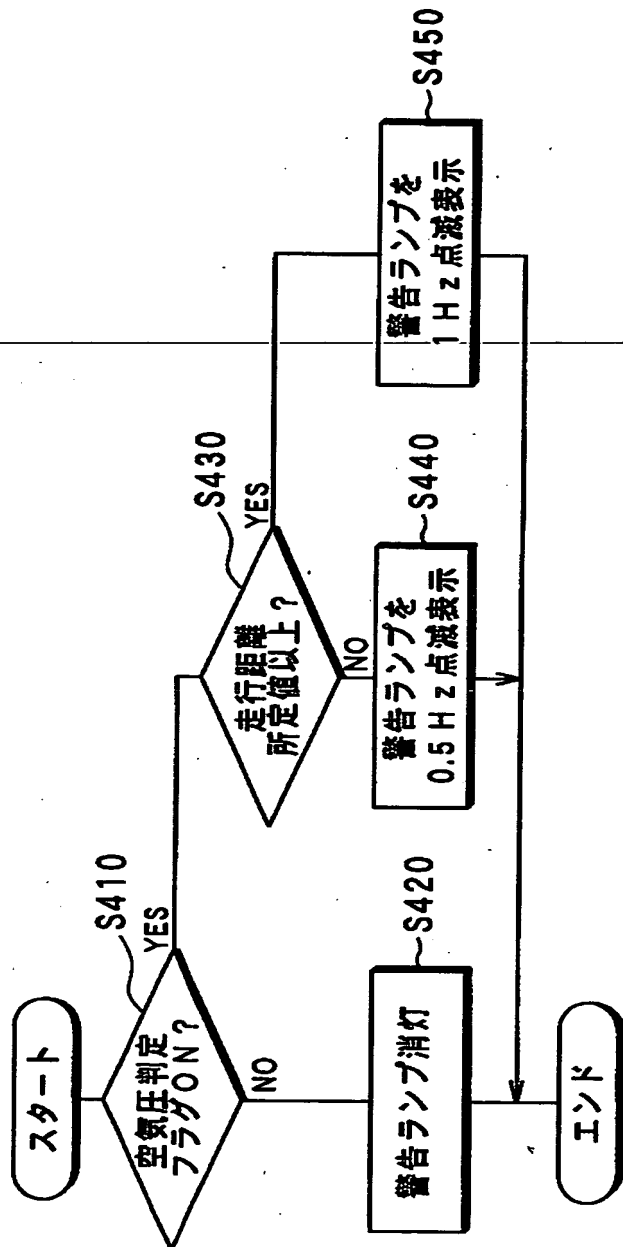 スタート
S410
空気圧判定
フラグON？
YES
NO
S430
走行距離
所定値以上？
YES
NO
S420
警告ランプ消灯
S440
警告ランプを
0.5Hz点滅表示
S450
警告ランプを
1Hz点滅表示
エンド